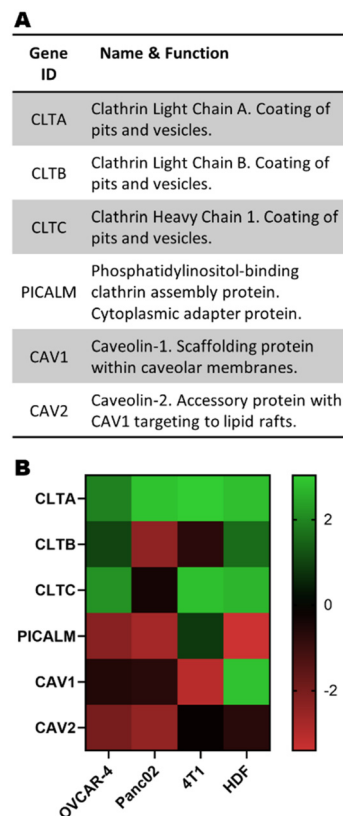 A
Gene
ID
Name & Function
CLTA
Clathrin Light Chain A. Coating of
pits and vesicles.
CLTB
Clathrin Light Chain B. Coating of
pits and vesicles.
CLTC
Clathrin Heavy Chain 1. Coating of
pits and vesicles.
PICALM
Phosphatidylinositol-binding
clathrin assembly protein.
Cytoplasmic adapter protein.
CAV1
Caveolin-1. Scaffolding protein
within caveolar membranes.
CAV2
Caveolin-2. Accessory protein with
CAV1 targeting to lipid rafts.
B
CLTA
CLTB
CLTC
PICALM
CAV1
CAV2
2
0
-2
OVCAR-4
Panc02
4T1
HDF